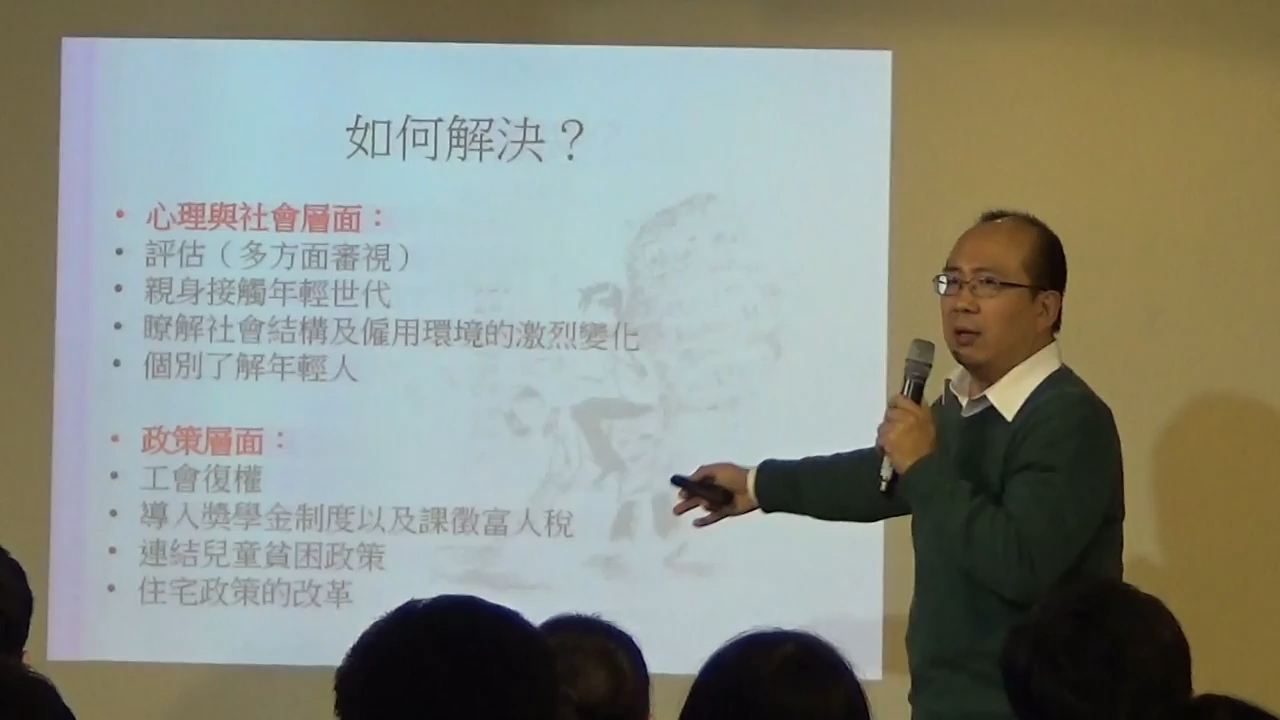 如何解決？
• 心理與社會層面：
• 評估（多方面審視）
• 親身接觸年輕世代
• 瞭解社會結構及僱用環境的激烈變化
• 個別了解年輕人
• 政策層面：
• 工會復權
• 導入獎學金制度以及課徵富人稅
• 連結兒童貧困政策
• 住宅政策的改革